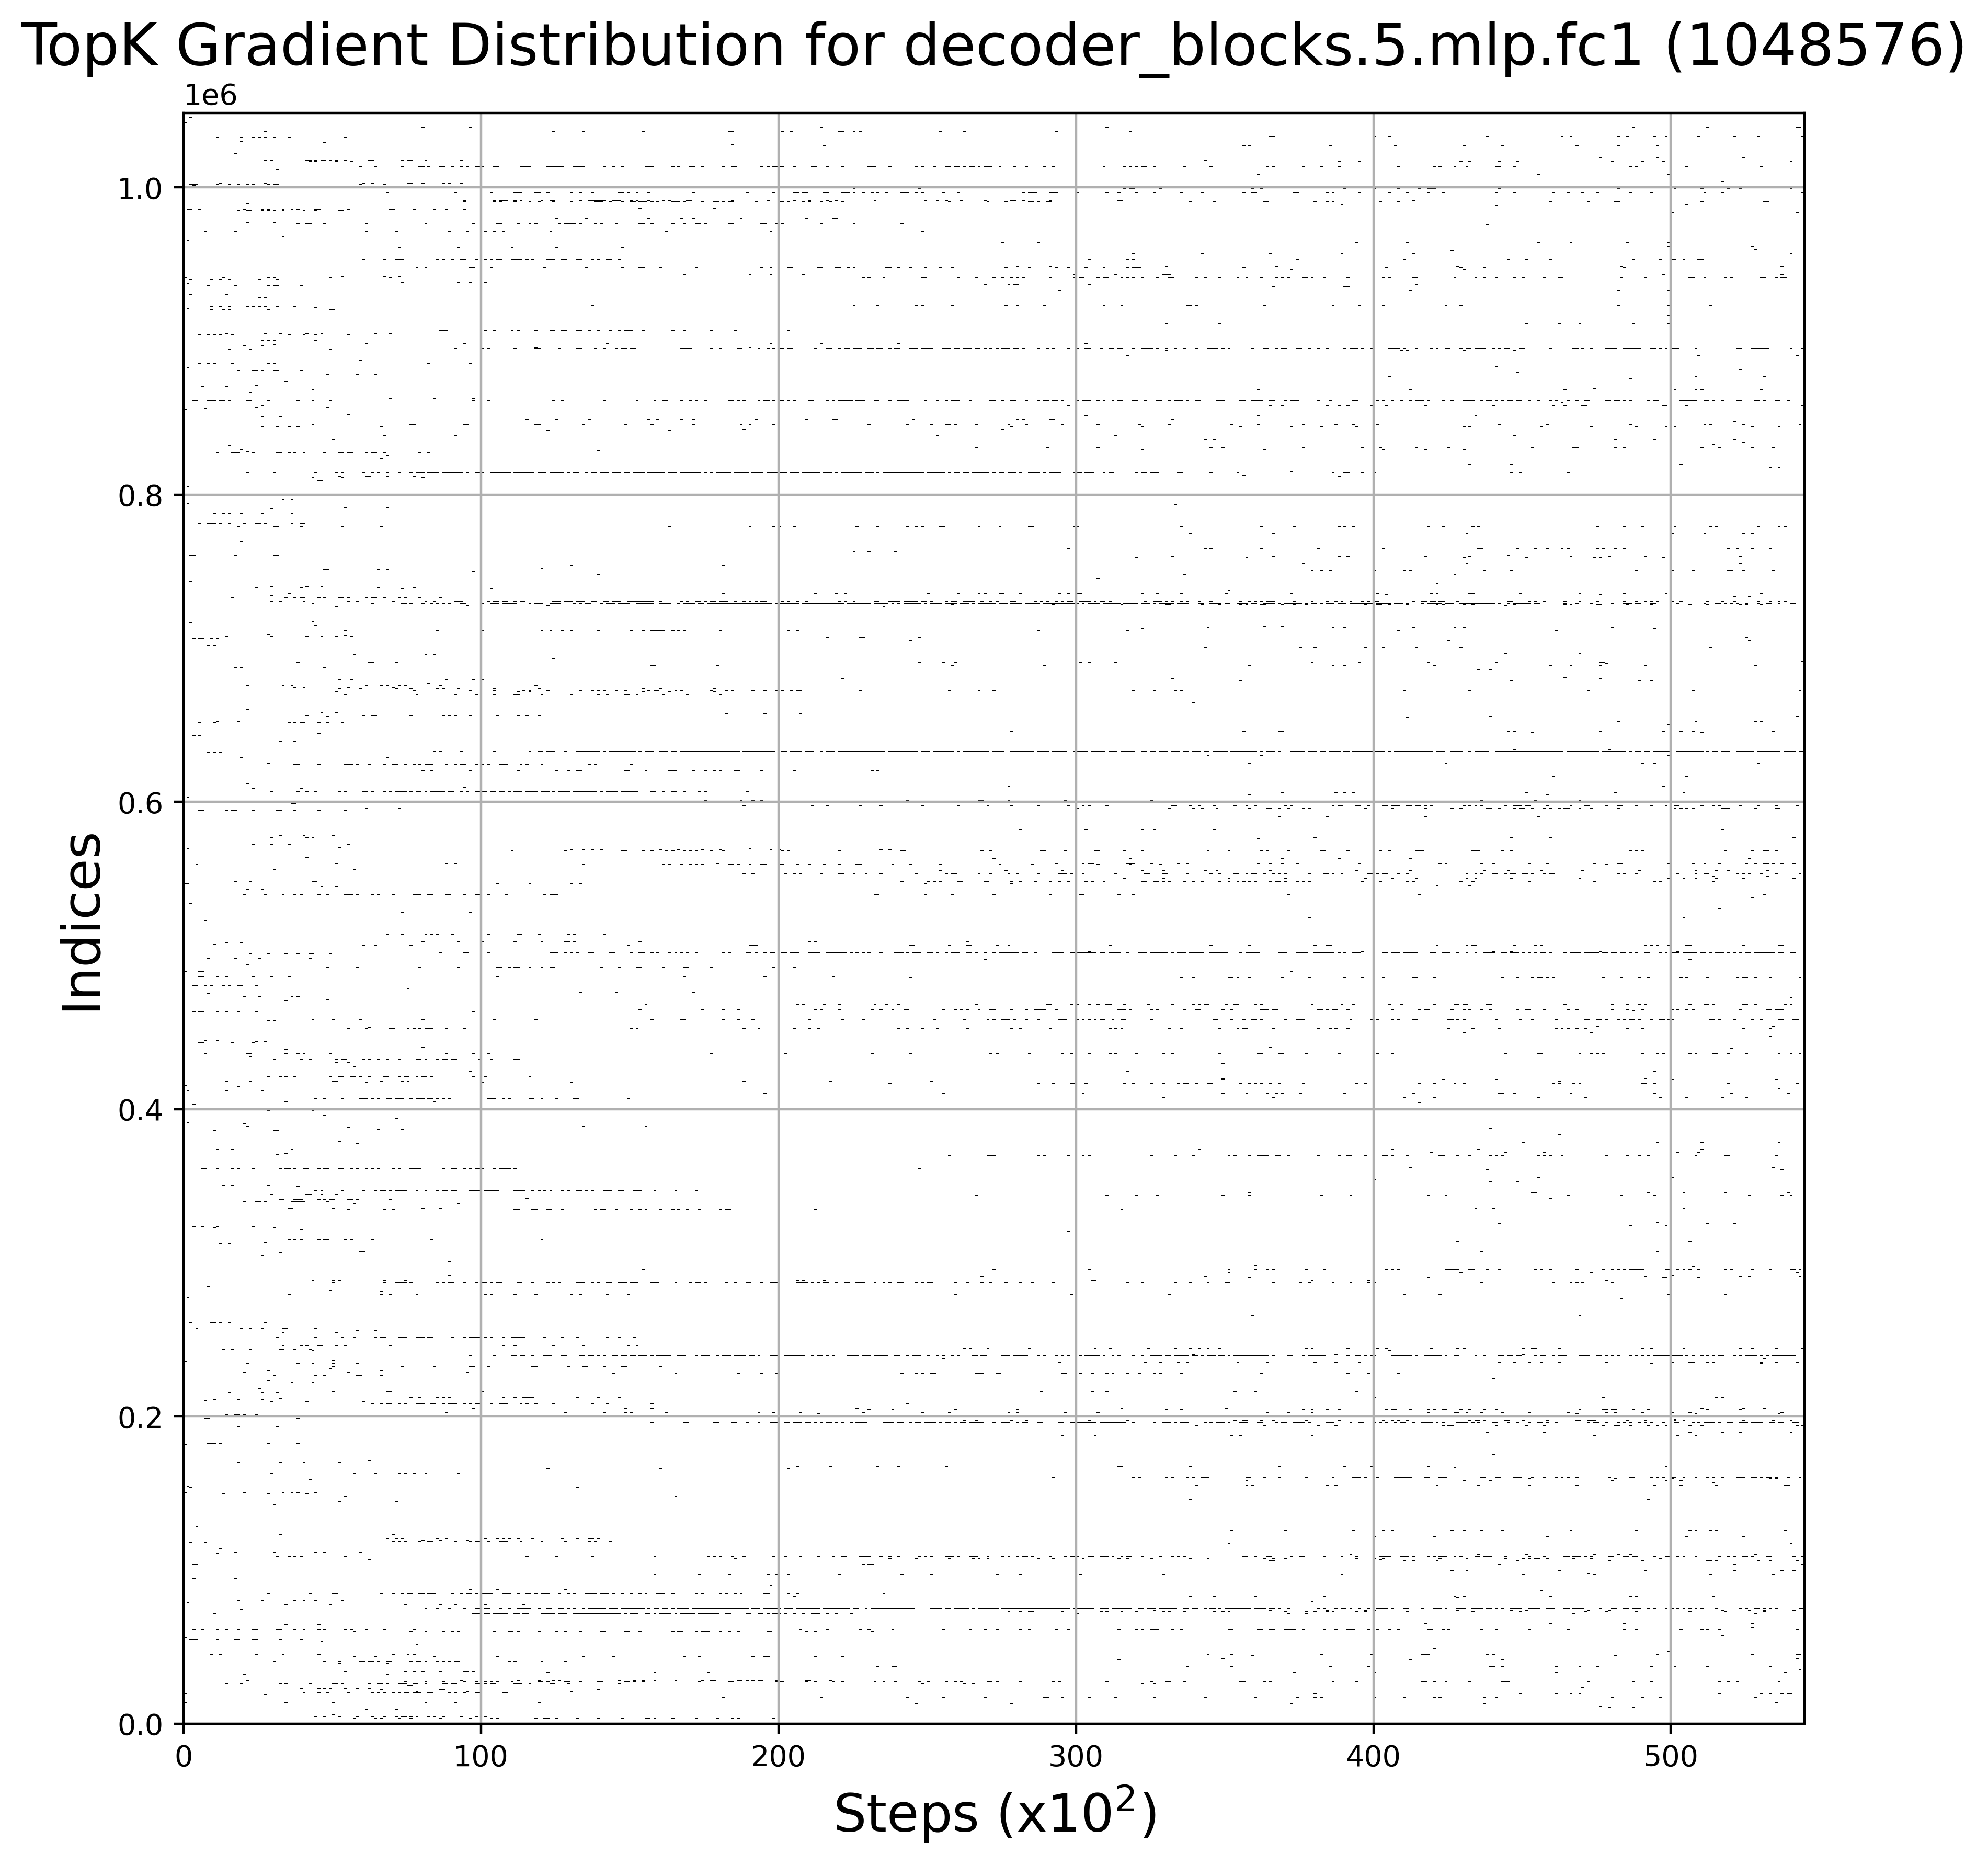 TopK Gradient Distribution for decoder_blocks.5.mlp.fc1 (1048576)
1e6
1.0
0.8
0.6
0.4
0.2
0.0
Indices
0 100 200 300 400 500
Steps (x10²)